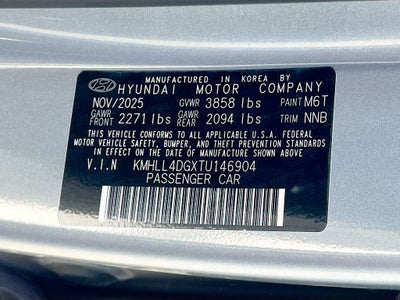 MANUFACTURED IN KOREA BY
HYUNDAI MOTOR COMPANY
NOV/2025 GVWR 3858 lbs PAINT M6T
GAWR FRONT 2271 lbs GAWR REAR 2094 lbs TRIM NNB
THIS VEHICLE CONFORMS TO ALL APPLICABLE U.S.A. FEDERAL
MOTOR VEHICLE SAFETY, BUMPER, AND THEFT PREVENTION
STANDARDS IN EFFECT ON THE DATE OF MANUFACTURE SHOWN ABOVE.
V.I.N KMHLL4DGXTU146904
PASSENGER CAR